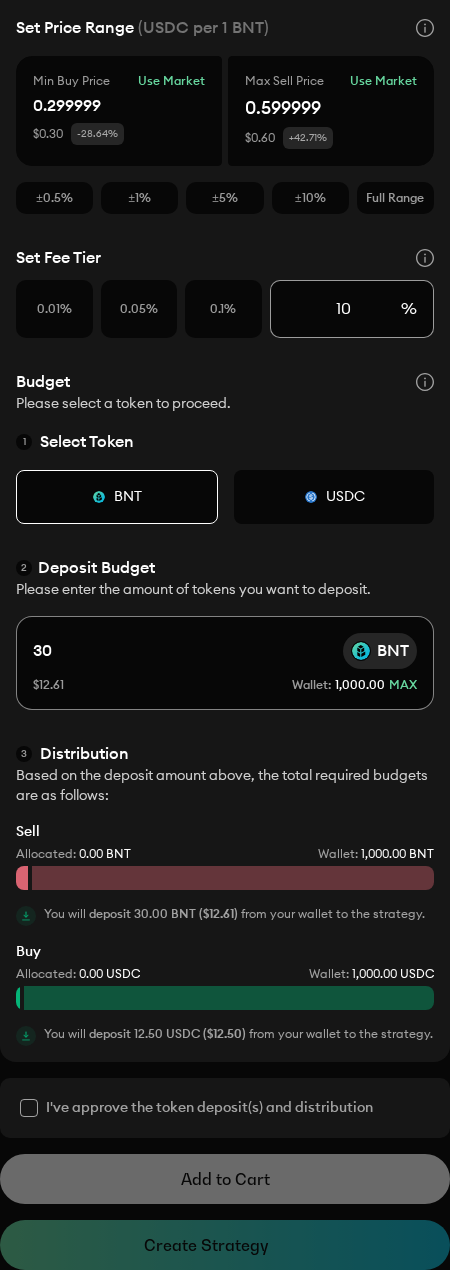 Set Price Range (USDC per 1 BNT)
Min Buy Price Use Market
0.299999
$0.30 -28.64%
Max Sell Price Use Market
0.599999
$0.60 +42.71%
±0.5% ±1% ±5% ±10% Full Range
Set Fee Tier
0.01% 0.05% 0.1% 10 %
Budget
Please select a token to proceed.
1 Select Token
BNT USDC
2 Deposit Budget
Please enter the amount of tokens you want to deposit.
30 BNT
$12.61 Wallet: 1,000.00 MAX
3 Distribution
Based on the deposit amount above, the total required budgets
are as follows:
Sell
Allocated: 0.00 BNT Wallet: 1,000.00 BNT
You will deposit 30.00 BNT ($12.61) from your wallet to the strategy.
Buy
Allocated: 0.00 USDC Wallet: 1,000.00 USDC
You will deposit 12.50 USDC ($12.50) from your wallet to the strategy.
I've approve the token deposit(s) and distribution
Add to Cart
Create Strategy